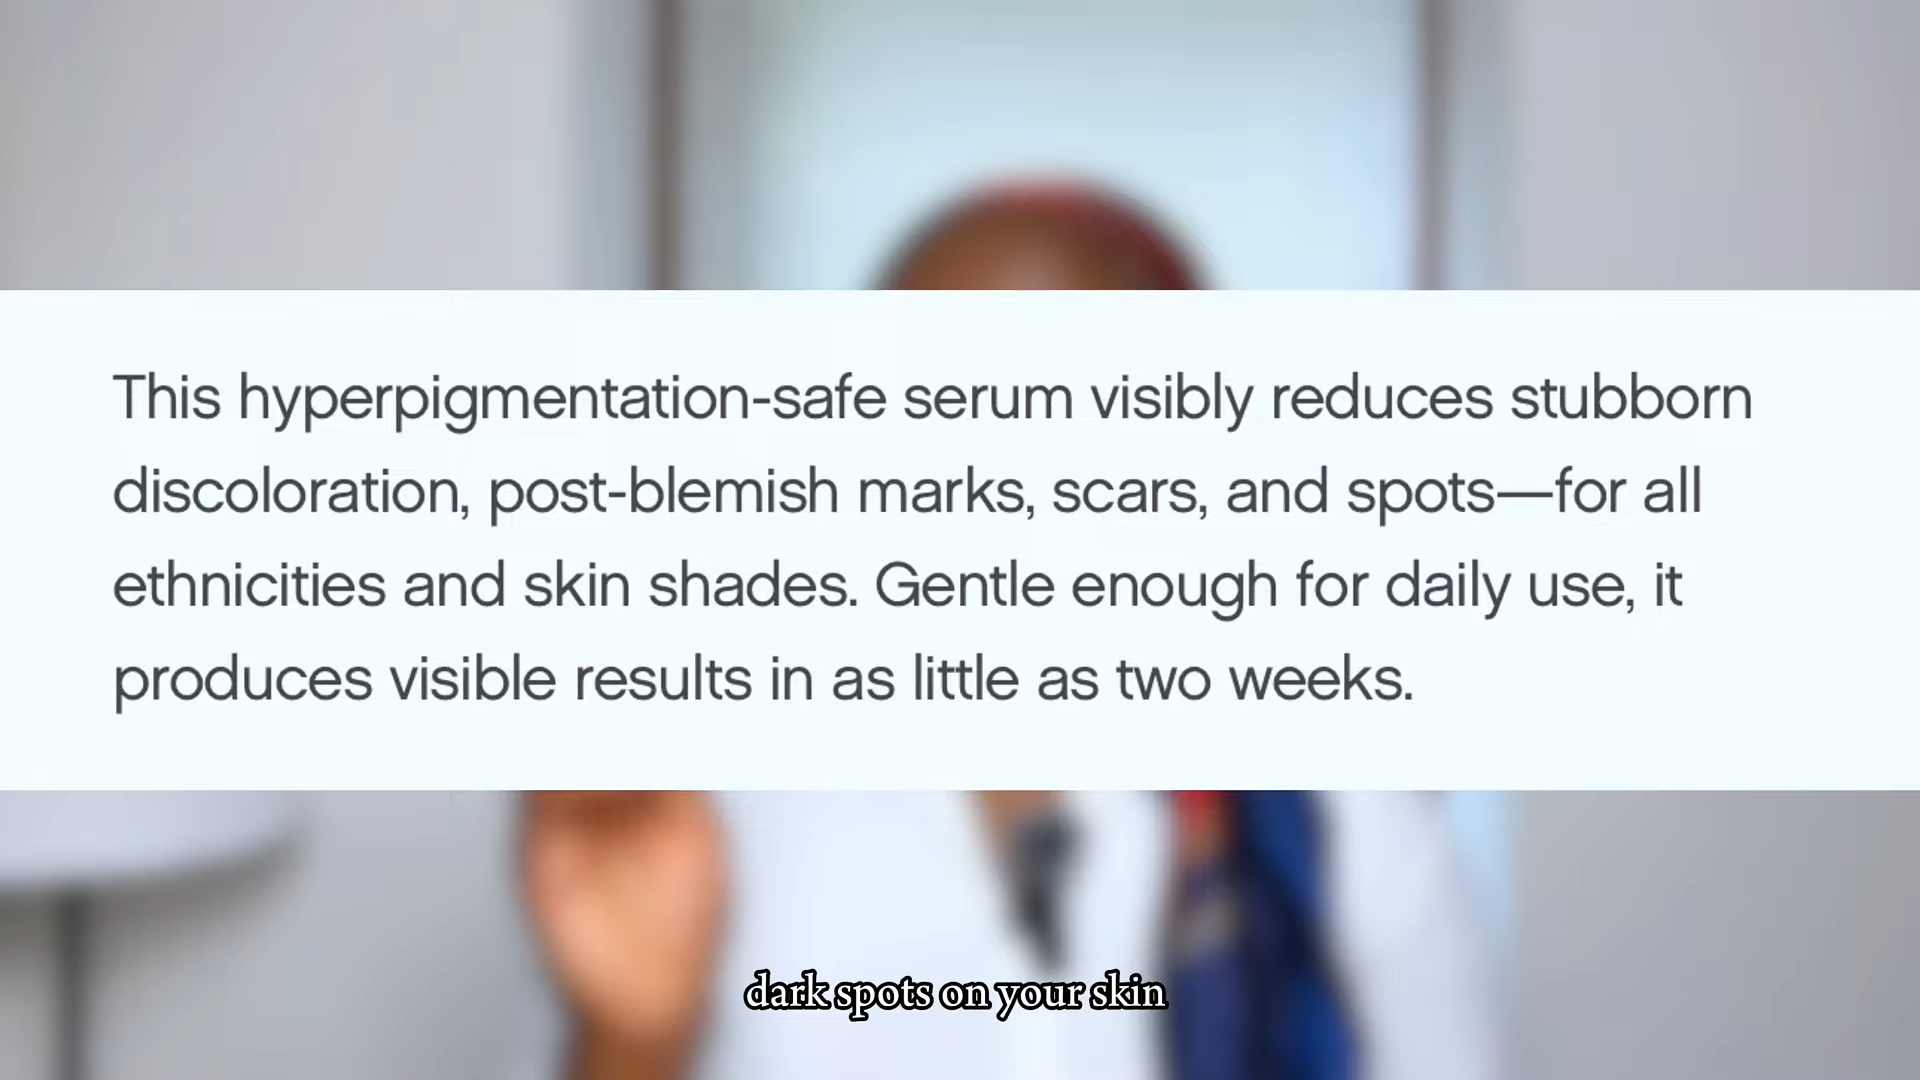 This hyperpigmentation-safe serum visibly reduces stubborn
discoloration, post-blemish marks, scars, and spots—for all
ethnicities and skin shades. Gentle enough for daily use, it
produces visible results in as little as two weeks.
dark spots on your skin